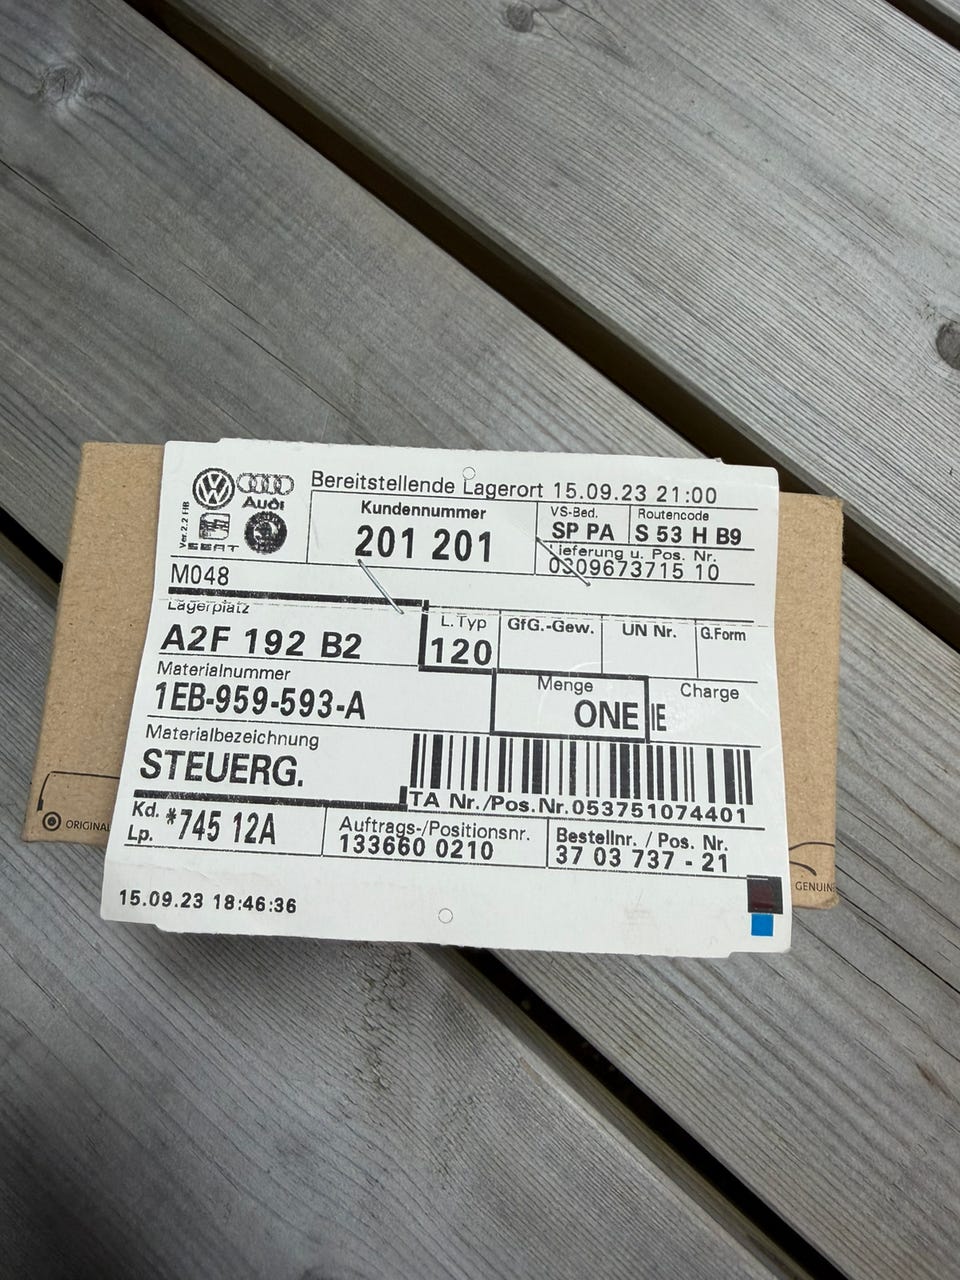 Bereitstellende Lagerort 15.09.23 21:00
Audi
SEAT
Ver.2.2 FIB
Kundennummer
201 201
VS-Bed.
SP PA
Routencode
S 53 H B9
Lieferung u. Pos. Nr.
0309673715 10
M048
Lagerplatz
A2F 192 B2
L.Typ
120
GfG.-Gew.
UN Nr.
G.Form
Materialnummer
1EB-959-593-A
Menge
ONE
Charge
IE
Materialbezeichnung
STEUERG.
TA Nr./Pos.Nr.053751074401
Kd.
Lp.
*745 12A
Auftrags-/Positionsnr.
133660 0210
Bestellnr. / Pos. Nr.
37 03 737 - 21
15.09.23 18:46:36
ORIGINAL
GENUIN